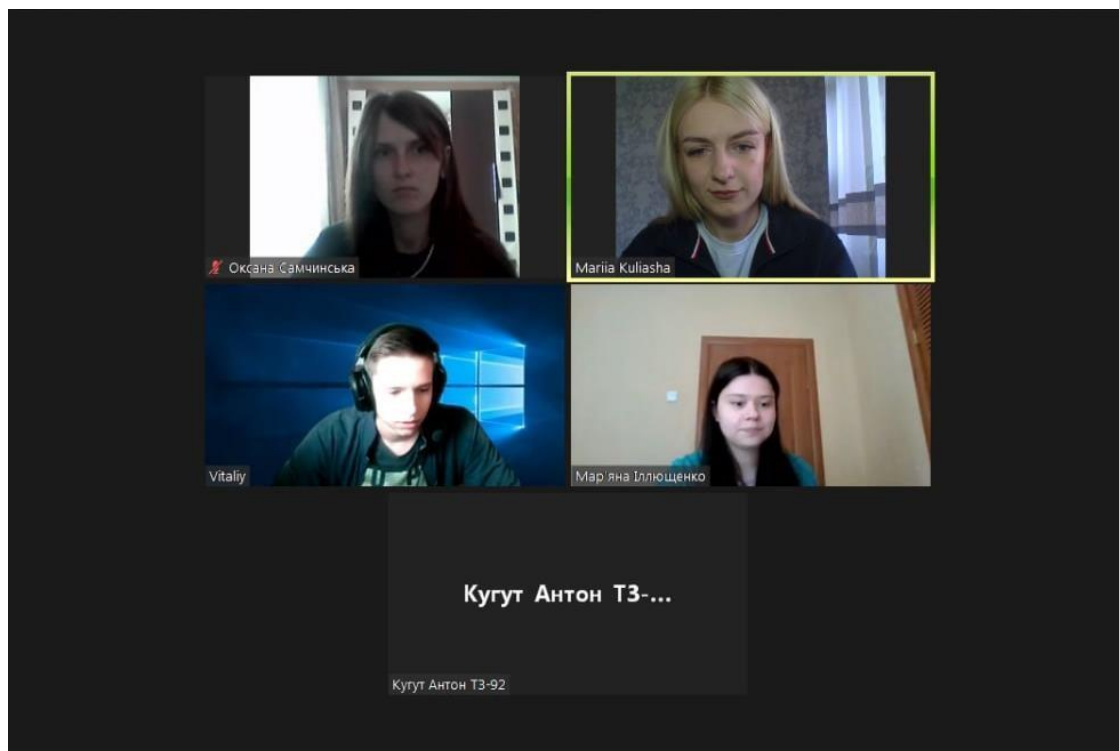 Оксана Самчинська
Mariia Kuliasha
Vitaliy
Мар'яна Іллющенко
Кугут Антон ТЗ-...
Кугут Антон ТЗ-92